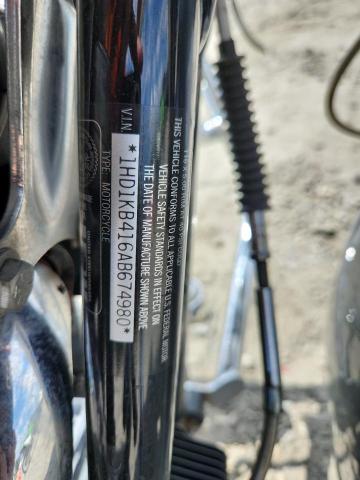 THIS VEHICLE CONFORMS TO ALL APPLICABLE U.S. FEDERAL MOTOR
VEHICLE SAFETY STANDARDS IN EFFECT ON
THE DATE OF MANUFACTURE SHOWN ABOVE
V.I.N.
*1HD1KB416AB674980*
TYPE: MOTORCYCLE